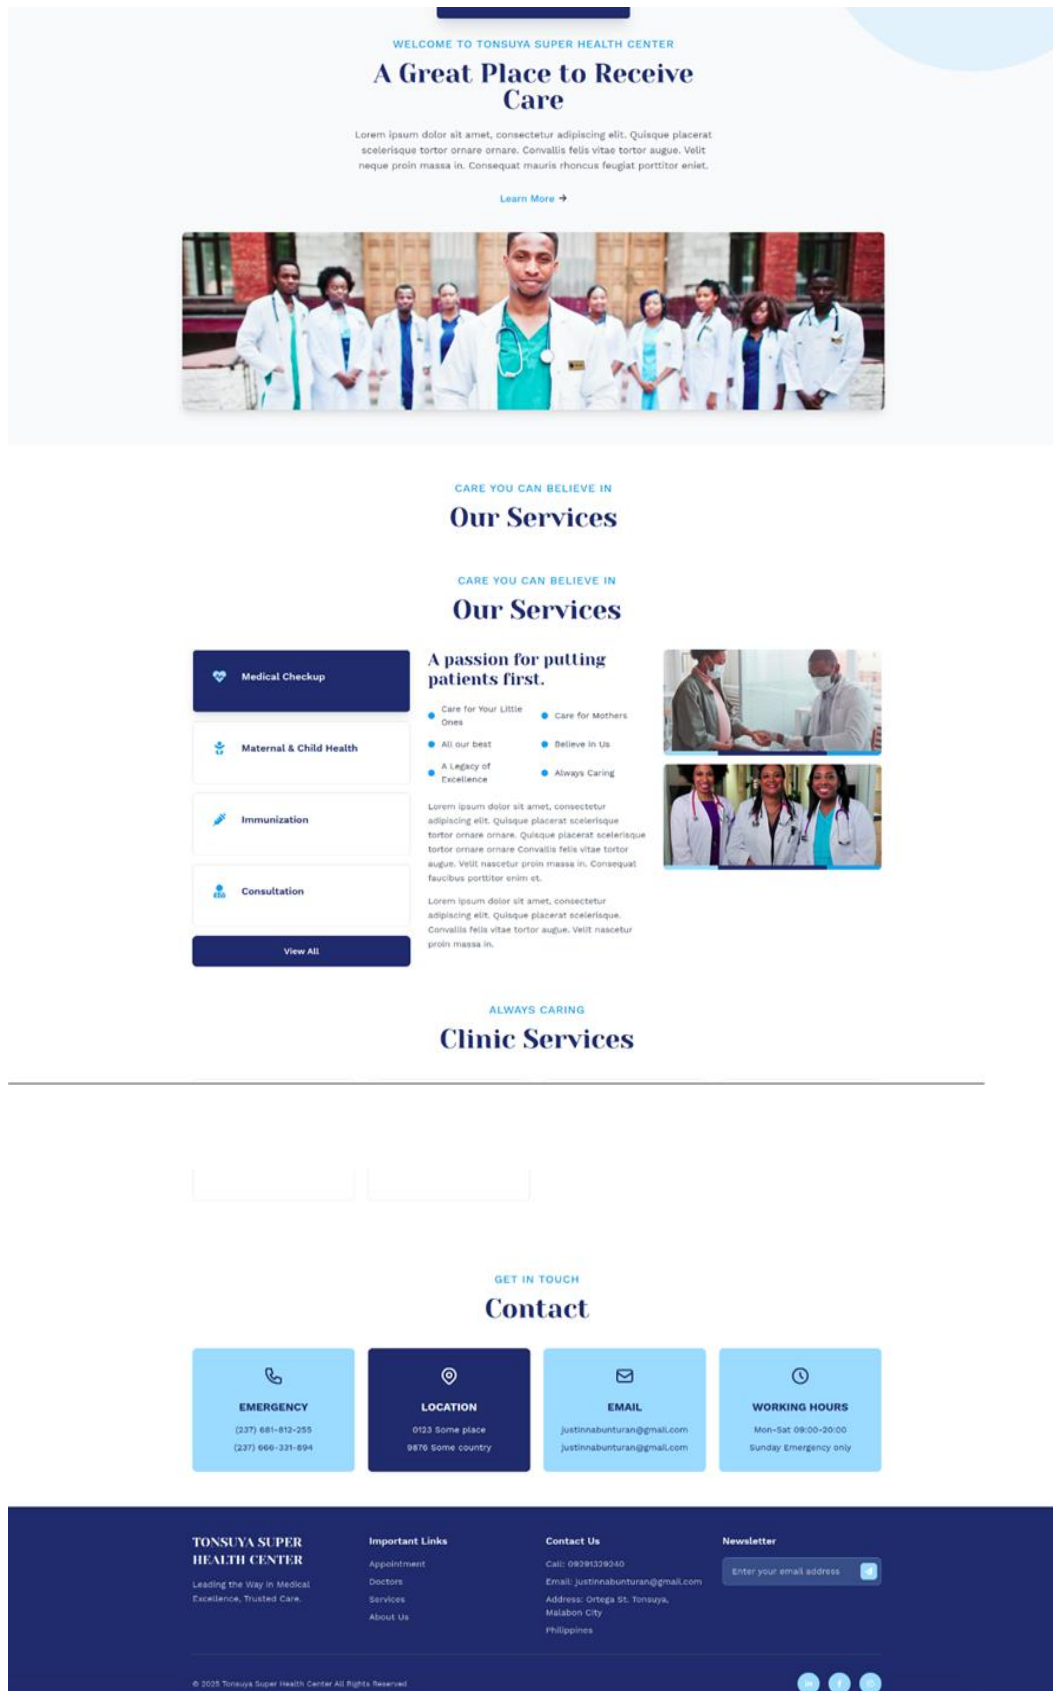 WELCOME TO TONSUYA SUPER HEALTH CENTER
A Great Place to Receive
Care
Lorem ipsum dolor sit amet, consectetur adipiscing elit. Quisque placerat
scelerisque tortor ornare ornare. Convallis felis vitae tortor augue. Velit
neque proin massa in. Consequat mauris rhoncus feugiat porttitor eniet.
Learn More →
CARE YOU CAN BELIEVE IN
Our Services
CARE YOU CAN BELIEVE IN
Our Services
Medical Checkup
Maternal & Child Health
Immunization
Consultation
View All
A passion for putting
patients first.
Care for Your Little
Ones
Care for Mothers
All our best
Believe in Us
A Legacy of
Excellence
Always Caring
Lorem ipsum dolor sit amet, consectetur
adipiscing elit. Quisque placerat scelerisque
tortor ornare ornare. Quisque placerat scelerisque
tortor ornare ornare Convallis felis vitae tortor
augue. Velit nascetur proin massa in. Consequat
faucibus porttitor enim et.
Lorem ipsum dolor sit amet, consectetur
adipiscing elit. Quisque placerat scelerisque.
Convallis felis vitae tortor augue. Velit nascetur
proin massa in.
ALWAYS CARING
Clinic Services
GET IN TOUCH
Contact
EMERGENCY
(237) 681-812-255
(237) 666-331-894
LOCATION
0123 Some place
9876 Some country
EMAIL
justinnabunturan@gmail.com
justinnabunturan@gmail.com
WORKING HOURS
Mon-Sat 09:00-20:00
Sunday Emergency only
TONSUYA SUPER
HEALTH CENTER
Leading the Way in Medical
Excellence, Trusted Care.
Important Links
Appointment
Doctors
Services
About Us
Contact Us
Call: 09291329240
Email: justinnabunturan@gmail.com
Address: Ortega St. Tonsuya,
Malabon City
Philippines
Newsletter
Enter your email address
© 2025 Tonsuya Super Health Center All Rights Reserved